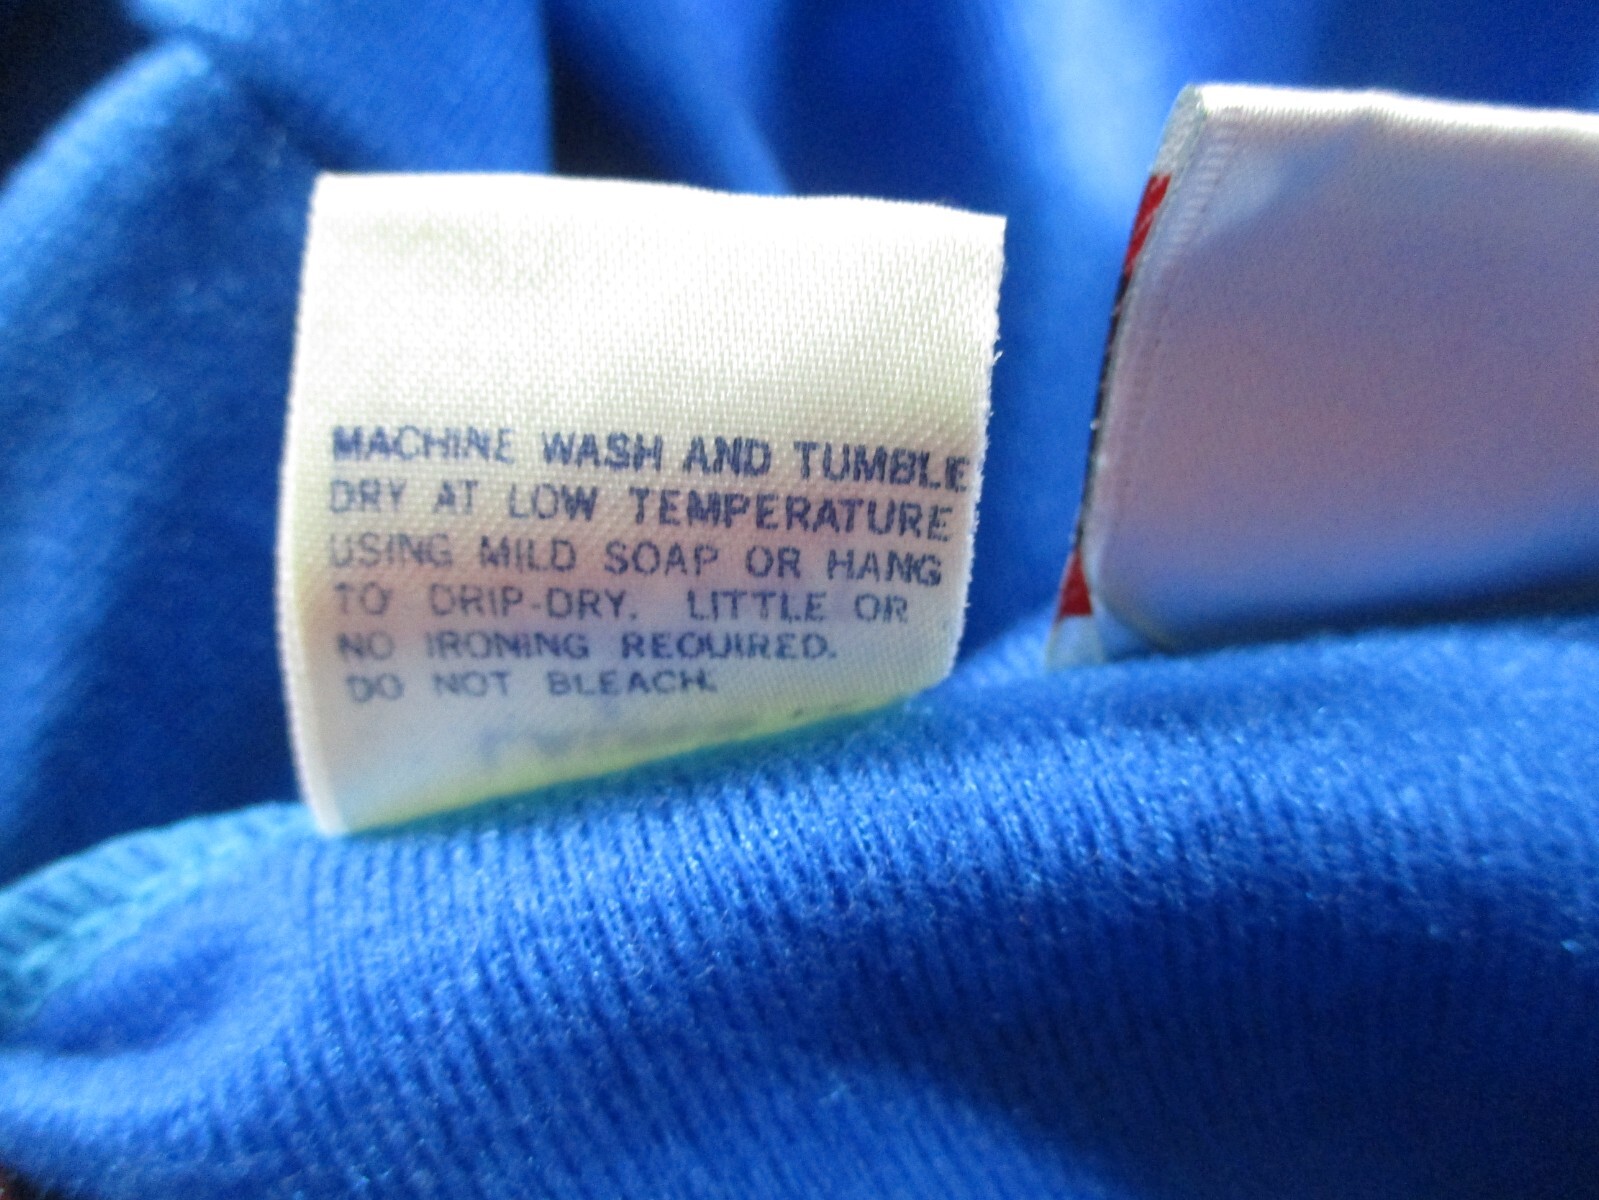 MACHINE WASH AND TUMBLE
DRY AT LOW TEMPERATURE
USING MILD SOAP OR HANG
TO DRIP-DRY. LITTLE OR
NO IRONING REQUIRED.
DO NOT BLEACH.